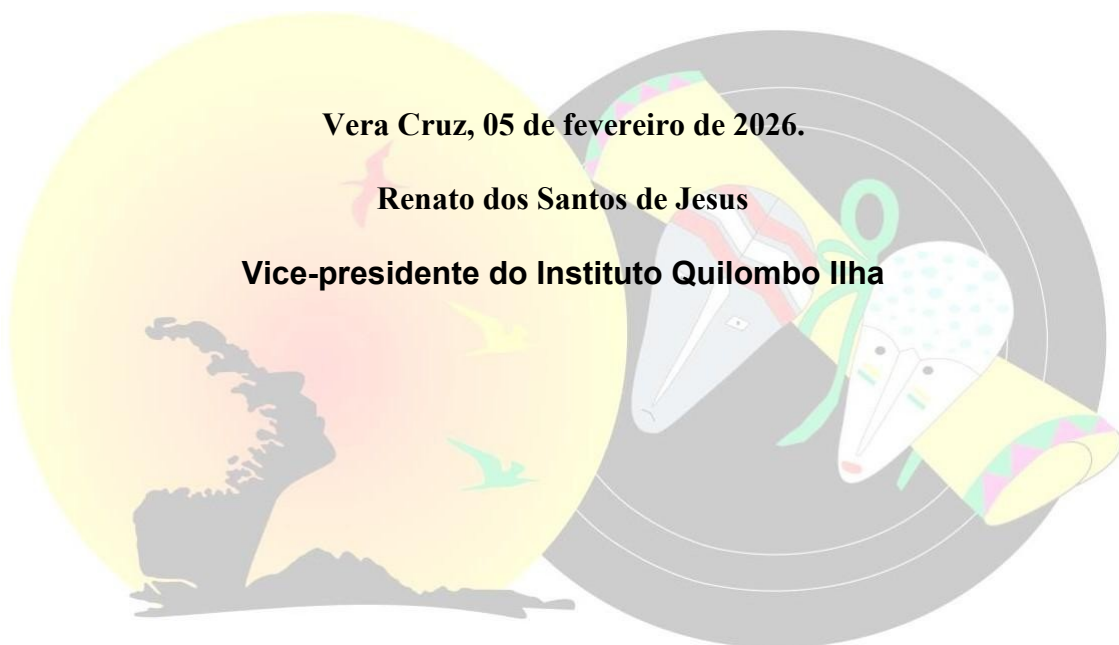 Vera Cruz, 05 de fevereiro de 2026.
Renato dos Santos de Jesus
Vice-presidente do Instituto Quilombo Ilha